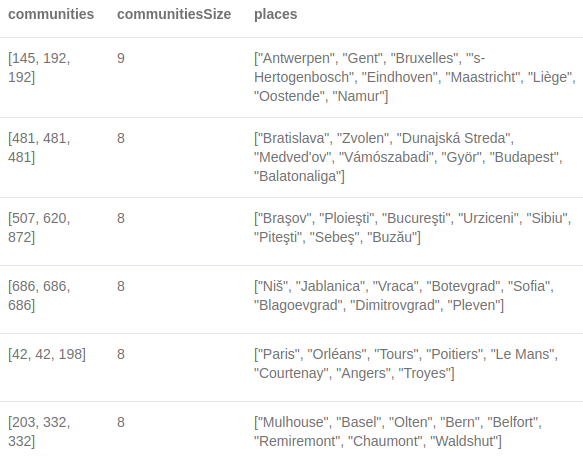 communities communitiesSize places
[145, 192, 9 ["Antwerpen", "Gent", "Bruxelles", "'s-
192] Hertogenbosch", "Eindhoven", "Maastricht", "Liège",
"Oostende", "Namur"]
[481, 481, 8 ["Bratislava", "Zvolen", "Dunajská Streda",
481] "Medved'ov", "Vámószabadi", "Györ", "Budapest",
"Balatonaliga"]
[507, 620, 8 ["Braşov", "Ploieşti", "Bucureşti", "Urziceni", "Sibiu",
872] "Piteşti", "Sebeş", "Buzău"]
[686, 686, 8 ["Niš", "Jablanica", "Vraca", "Botevgrad", "Sofia",
686] "Blagoevgrad", "Dimitrovgrad", "Pleven"]
[42, 42, 198] 8 ["Paris", "Orléans", "Tours", "Poitiers", "Le Mans",
"Courtenay", "Angers", "Troyes"]
[203, 332, 8 ["Mulhouse", "Basel", "Olten", "Bern", "Belfort",
332] "Remiremont", "Chaumont", "Waldshut"]